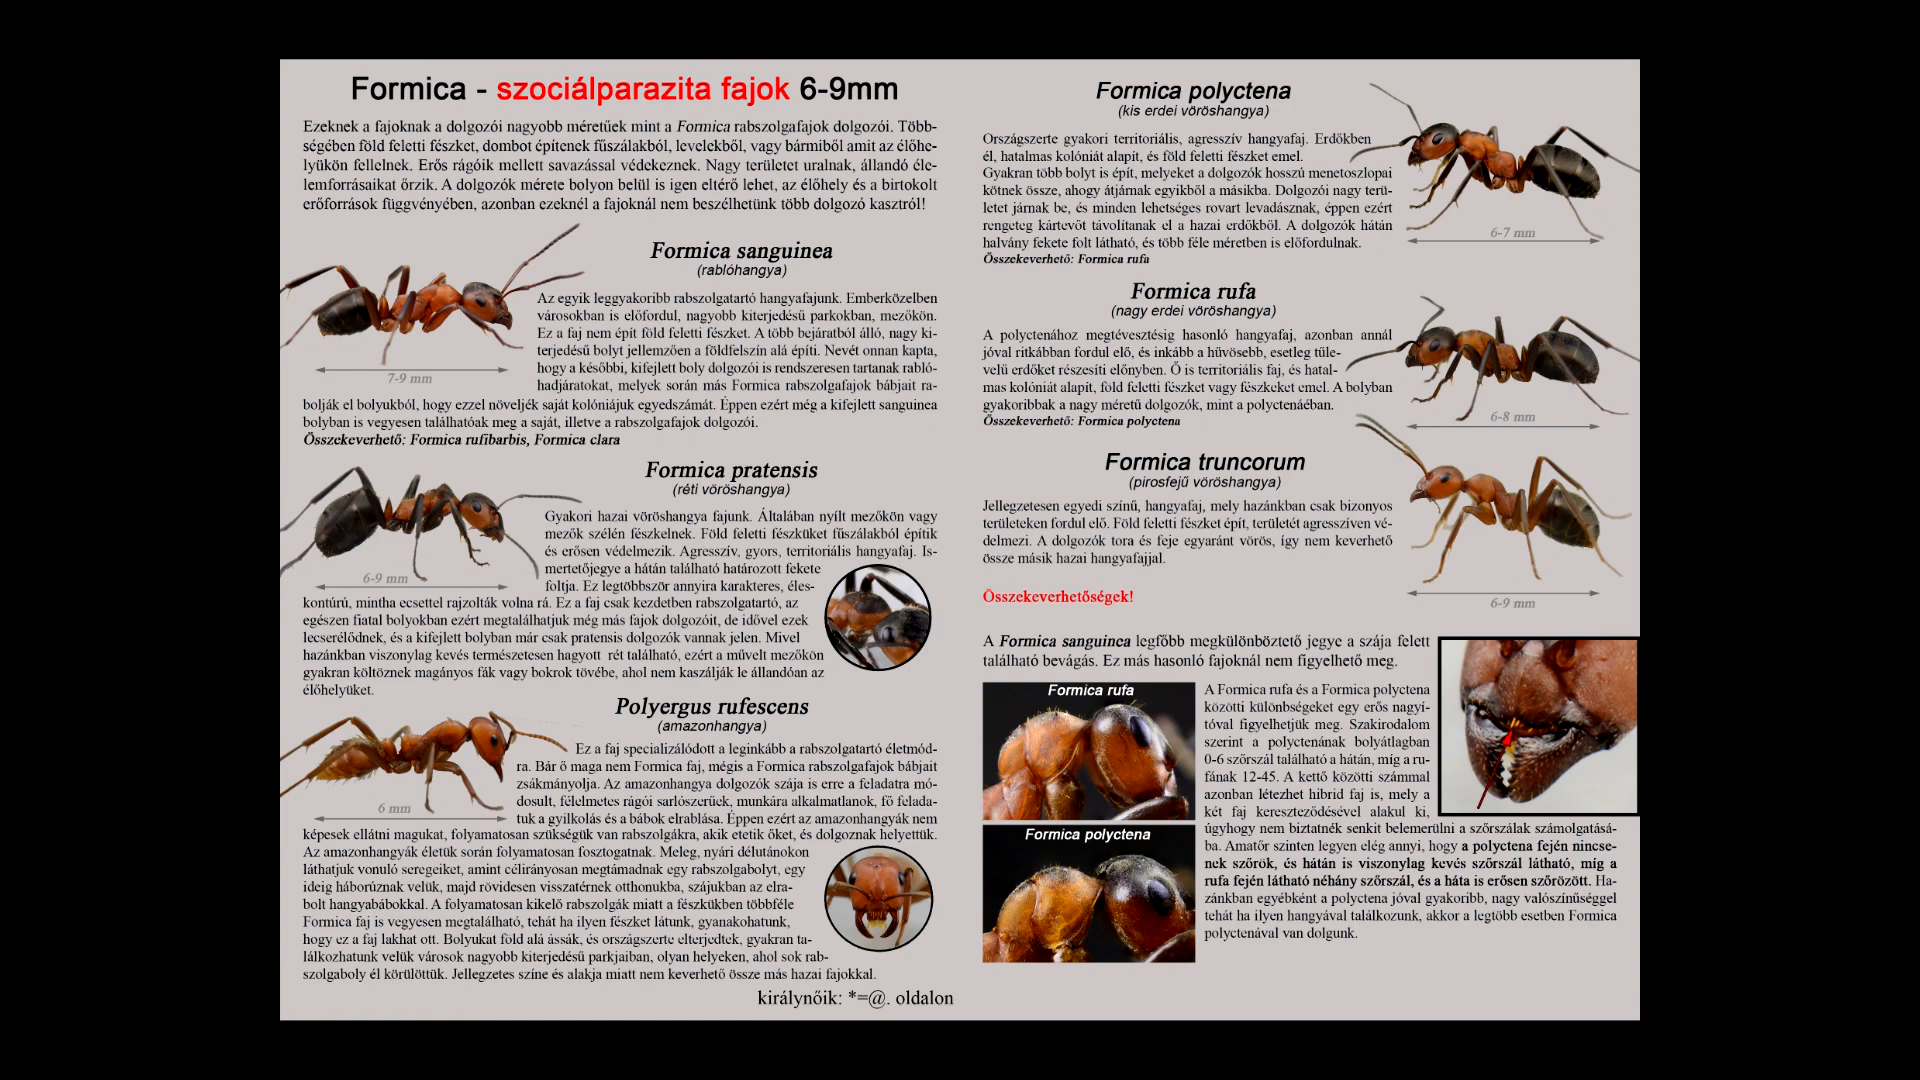 Formica - szociálparazita fajok 6-9mm
Ezeknek a fajoknak a dolgozói nagyobb méretűek mint a Formica rabszolgafajok dolgozói. Több-
ségében föld feletti fészket, dombot építenek fűszálakból, levelekből, vagy bármiből amit az élőhe-
lyükön fellelnek. Erős rágóik mellett savazással védekeznek. Nagy területet uralnak, állandó éle-
lemforrásaikat őrzik. A dolgozók mérete bolyon belül is igen eltérő lehet, az élőhely és a birtokolt
erőforrások függvényében, azonban ezeknél a fajoknál nem beszélhetünk több dolgozó kasztról!
Formica sanguinea
(rablóhangya)
7-9 mm
Az egyik leggyakoribb rabszolgatartó hangyafajunk. Emberközelben
városokban is előfordul, nagyobb kiterjedésű parkokban, mezőkön.
Ez a faj nem épít föld feletti fészket. A több bejáratból álló, nagy ki-
terjedésű bolyt jellemzően a földfelszín alá építi. Nevét onnan kapta,
hogy a későbbi, kifejlett boly dolgozói is rendszeresen tartanak rabló-
hadjáratokat, melyek során más Formica rabszolgafajok bábjait ra-
bolják el bolyukból, hogy ezzel növeljék saját kolóniájuk egyedszámát. Éppen ezért még a kifejlett sanguinea
bolyban is vegyesen találhatóak meg a saját, illetve a rabszolgafajok dolgozói.
Összekeverhető: Formica rufibarbis, Formica clara
Formica pratensis
(réti vöröshangya)
6-9 mm
Gyakori hazai vöröshangya fajunk. Általában nyílt mezőkön vagy
mezők szélén fészkelnek. Föld feletti fészküket fűszálakból építik
és erősen védelmezik. Agresszív, gyors, territoriális hangyafaj. Is-
mertetőjegye a hátán található határozott fekete
foltja. Ez legtöbbször annyira karakteres, éles-
kontúrú, mintha ecsettel rajzolták volna rá. Ez a faj csak kezdetben rabszolgatartó, az
egészen fiatal bolyokban ezért megtalálhatjuk még más fajok dolgozóit, de idővel ezek
lecserélődnek, és a kifejlett bolyban már csak pratensis dolgozók vannak jelen. Mivel
hazánkban viszonylag kevés természetesen hagyott rét található, ezért a művelt mezőkön
gyakran költöznek magányos fák vagy bokrok tövébe, ahol nem kaszálják le állandóan az
élőhelyüket.
Polyergus rufescens
(amazonhangya)
6 mm
Ez a faj specializálódott a leginkább a rabszolgatartó életmód-
ra. Bár ő maga nem Formica faj, mégis a Formica rabszolgafajok bábjait
zsákmányolja. Az amazonhangya dolgozók szája is erre a feladatra mó-
dosult, félelmetes rágói sarlószerűek, munkára alkalmatlanok, fő felada-
tuk a gyilkolás és a bábok elrablása. Éppen ezért az amazonhangyák nem
képesek ellátni magukat, folyamatosan szükségük van rabszolgákra, akik etetik őket, és dolgoznak helyettük.
Az amazonhangyák életük során folyamatosan fosztogatnak. Meleg, nyári délutánokon
láthatjuk vonuló seregeiket, amint célirányosan megtámadnak egy rabszolgabolyt, egy
ideig háborúznak velük, majd rövidesen visszatérnek otthonukba, szájukban az elra-
bolt hangyabábokkal. A folyamatosan kikelő rabszolgák miatt a fészkükben többféle
Formica faj is vegyesen megtalálható, tehát ha ilyen fészket látunk, gyanakohatunk,
hogy ez a faj lakhat ott. Bolyukat föld alá ássák, és országszerte elterjedtek, gyakran ta-
lálkozhatunk velük városok nagyobb kiterjedésű parkjaiban, olyan helyeken, ahol sok rab-
szolgaboly él körülöttük. Jellegzetes színe és alakja miatt nem keverhető össze más hazai fajokkal.
királynőik: *=@. oldalon
Formica polyctena
(kis erdei vöröshangya)
Országszerte gyakori territoriális, agresszív hangyafaj. Erdőkben
él, hatalmas kolóniát alapít, és föld feletti fészket emel.
Gyakran több bolyt is épít, melyeket a dolgozók hosszú menetoszlopai
kötnek össze, ahogy átjárnak egyikből a másikba. Dolgozói nagy terü-
letet járnak be, és minden lehetséges rovart levadásznak, éppen ezért
rengeteg kártevőt távolítanak el a hazai erdőkből. A dolgozók hátán
halvány fekete folt látható, és több féle méretben is előfordulnak.
Összekeverhető: Formica rufa
6-7 mm
Formica rufa
(nagy erdei vöröshangya)
A polyctenához megtévesztésig hasonló hangyafaj, azonban annál
jóval ritkábban fordul elő, és inkább a hűvösebb, esetleg tűle-
velű erdőket részesíti előnyben. Ő is territoriális faj, és hatal-
mas kolóniát alapít, föld feletti fészket vagy fészkeket emel. A bolyban
gyakoribbak a nagy méretű dolgozók, mint a polyctenáéban.
Összekeverhető: Formica polyctena
6-8 mm
Formica truncorum
(pirosfejű vöröshangya)
Jellegzetesen egyedi színű, hangyafaj, mely hazánkban csak bizonyos
területeken fordul elő. Föld feletti fészket épít, területét agresszíven vé-
delmezi. A dolgozók tora és feje egyaránt vörös, így nem keverhető
össze másik hazai hangyafajjal.
6-9 mm
Összekeverhetőségek!
A Formica sanguinea legfőbb megkülönböztető jegye a szája felett
található bevágás. Ez más hasonló fajoknál nem figyelhető meg.
Formica rufa
Formica polyctena
A Formica rufa és a Formica polyctena
közötti különbségeket egy erős nagyí-
tóval figyelhetjük meg. Szakirodalom
szerint a polyctenának bolyátlagban
0-6 szőrszál található a hátán, míg a ru-
fának 12-45. A kettő közötti számmal
azonban létezhet hibrid faj is, mely a
két faj kereszteződésével alakul ki,
úgyhogy nem biztatnék senkit belemerülni a szőrszálak számolgatásá-
ba. Amatőr szinten legyen elég annyi, hogy a polyctena fején nincse-
nek szőrök, és hátán is viszonylag kevés szőrszál látható, míg a
rufa fején látható néhány szőrszál, és a háta is erősen szőrözött. Ha-
zánkban egyébként a polyctena jóval gyakoribb, nagy valószínűséggel
tehát ha ilyen hangyával találkozunk, akkor a legtöbb esetben Formica
polyctenával van dolgunk.